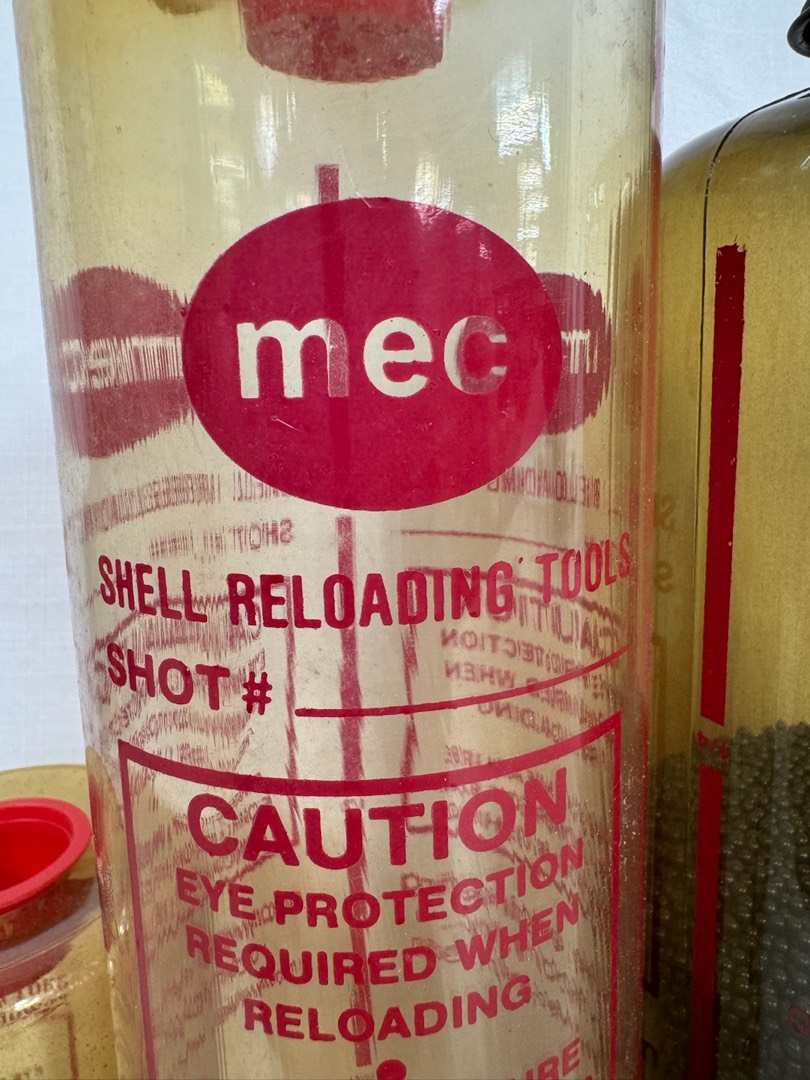 mec
SHELL RELOADING TOOLS
SHOT #
CAUTION
EYE PROTECTION
REQUIRED WHEN
RELOADING